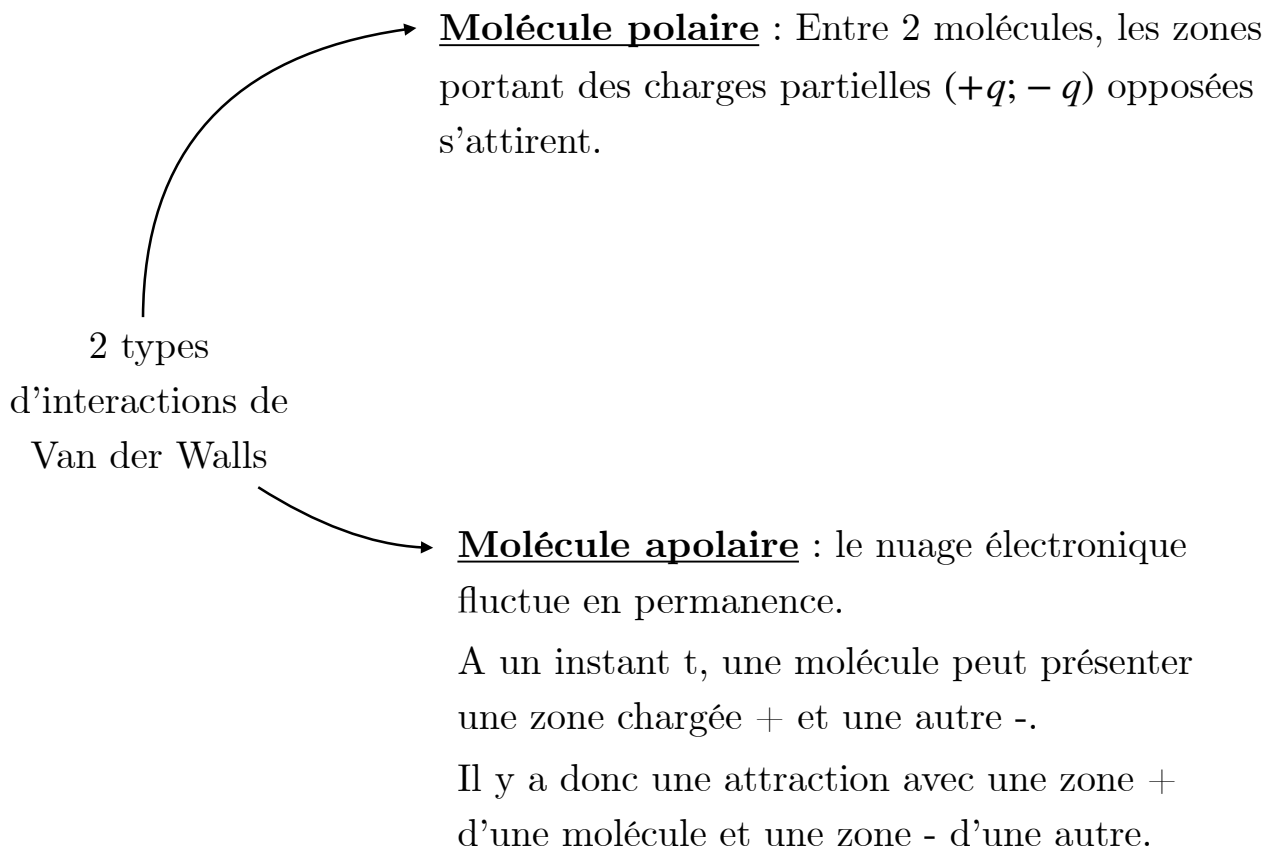 Molécule polaire : Entre 2 molécules, les zones
portant des charges partielles (+q; − q) opposées
s’attirent.
2 types
d’interactions de
Van der Walls
Molécule apolaire : le nuage électronique
fluctue en permanence.
A un instant t, une molécule peut présenter
une zone chargée + et une autre -.
Il y a donc une attraction avec une zone +
d’une molécule et une zone - d’une autre.